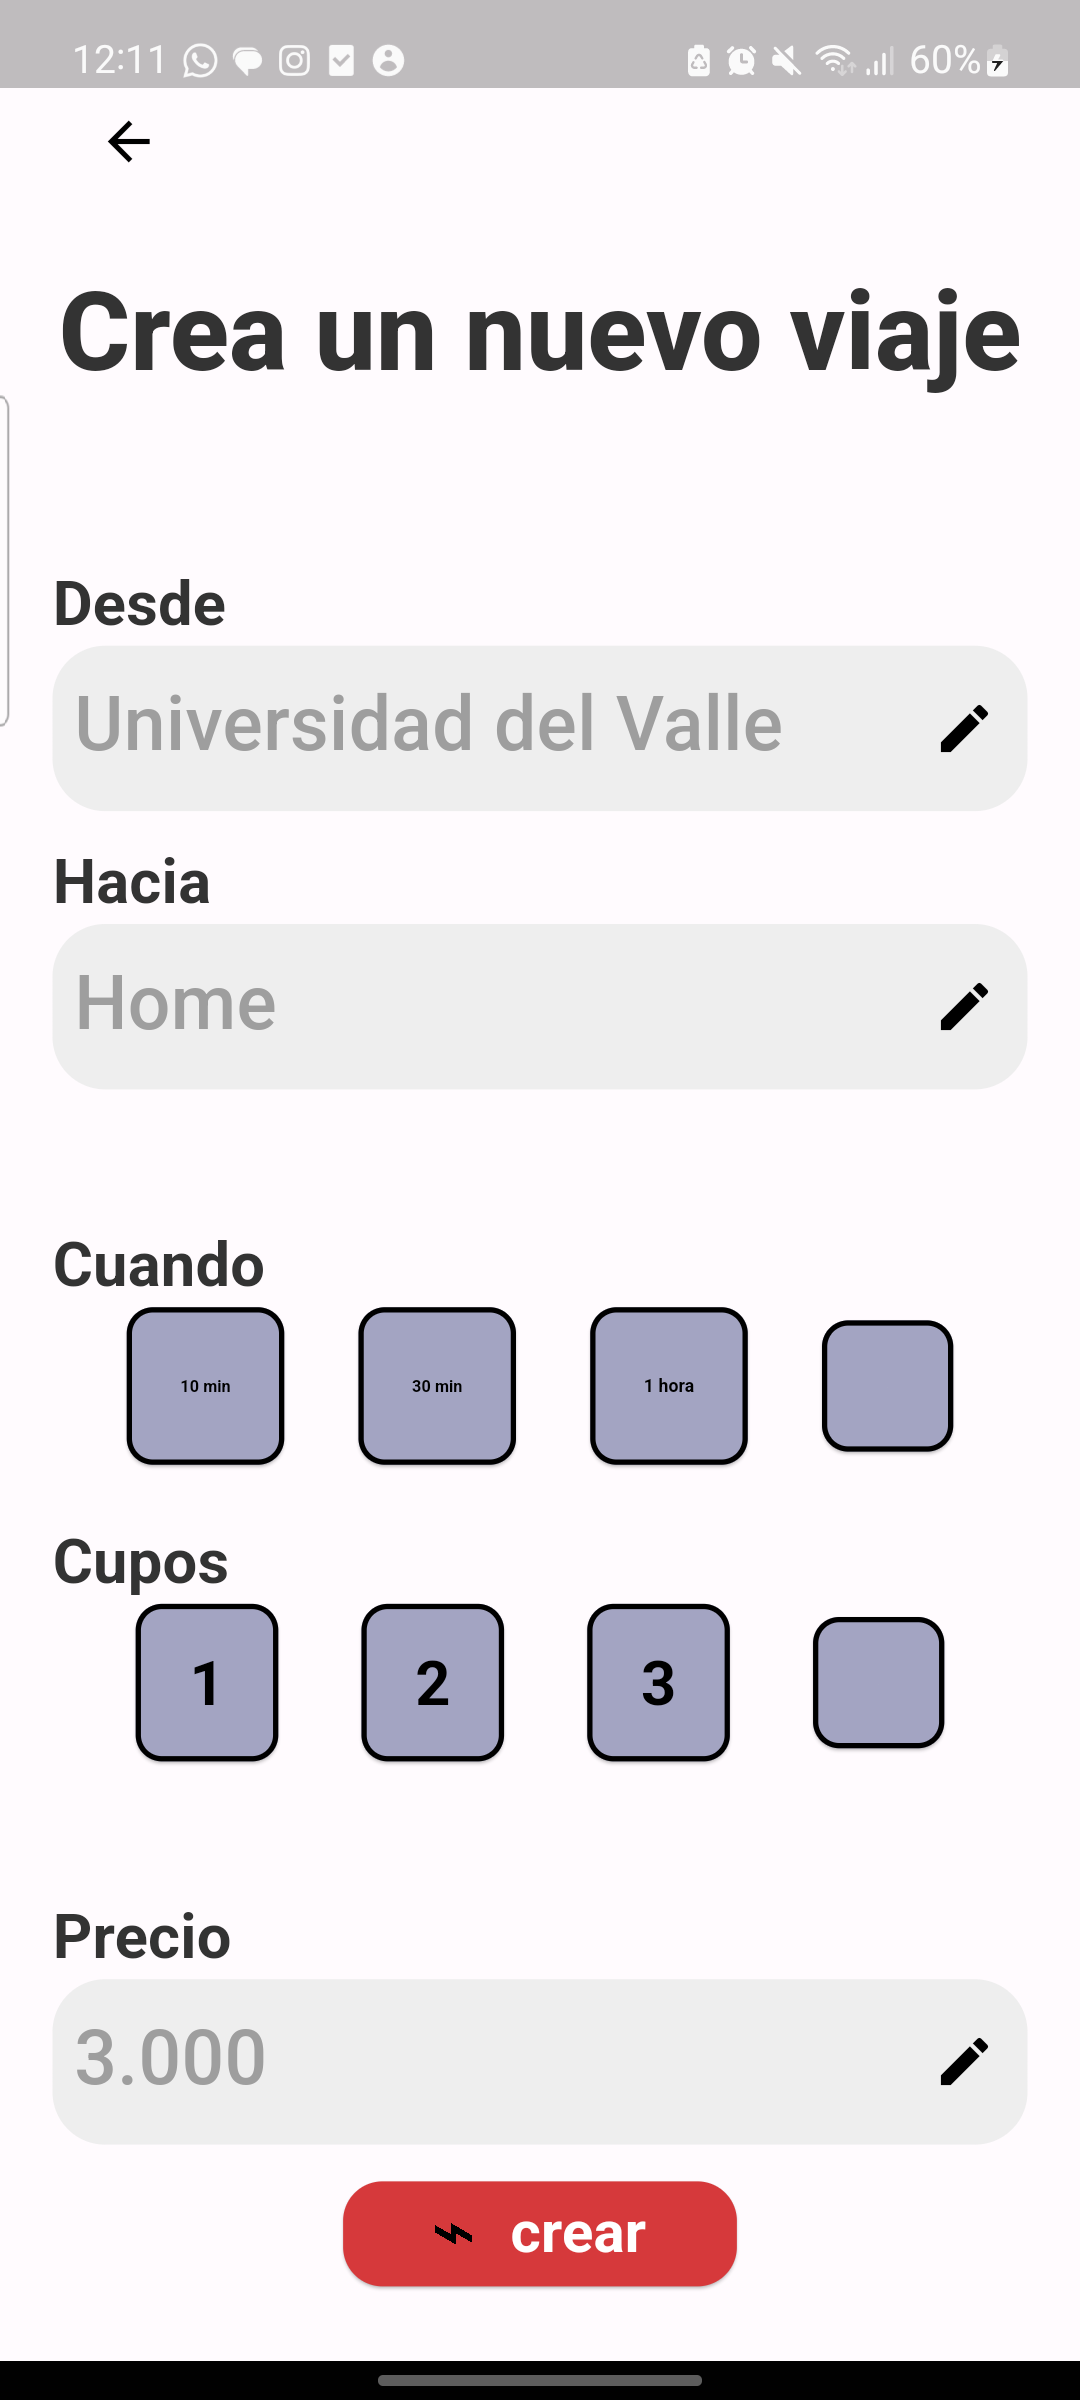 12:11 60%
Crea un nuevo viaje
Desde
Universidad del Valle
Hacia
Home
Cuando
10 min 30 min 1 hora
Cupos
1 2 3
Precio
3.000
crear